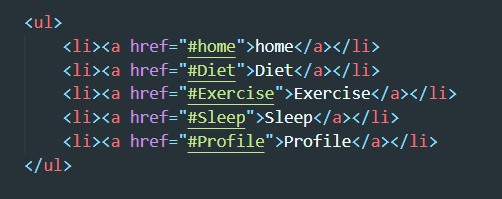 <ul>
<li><a href="#home">home</a></li>
<li><a href="#Diet">Diet</a></li>
<li><a href="#Exercise">Exercise</a></li>
<li><a href="#Sleep">Sleep</a></li>
<li><a href="#Profile">Profile</a></li>
</ul>